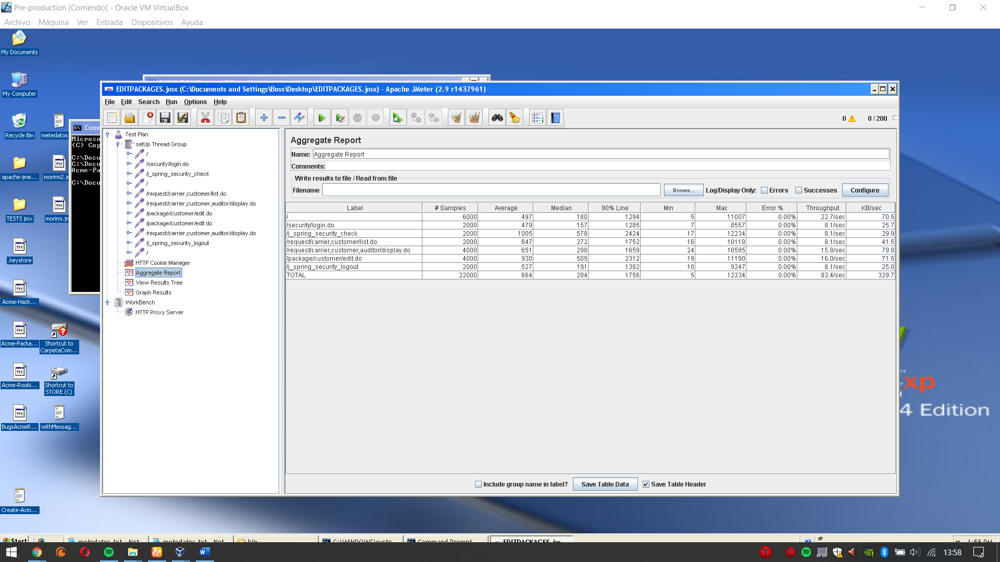 Pre-production [Corriendo] - Oracle VM VirtualBox
Archivo Máquina Ver Entrada Dispositivos Ayuda
My Documents
My Computer
Recycle Bin
metedatos
apache-jme...
morirm2.jm
TESTS jmx
morirm.jm
.keystore
Acme-Hack...
Acme-Packa...
Shortcut to
CarpetaCom...
Acme-Rooki...
Shortcut to
STORE (C)
BugsAcmeR...
withMessag...
Create-Acm...
Comm
Microso
(C) Cop
C:\Docu
C:\Docu
Acme-Pa
C:\Docu
EDITPACKAGES.jmx (C:\Documents and Settings\Boss\Desktop\EDITPACKAGES.jmx) - Apache JMeter (2.9 r1437961)
File Edit Search Run Options Help
0 0 / 200
Test Plan
setUp Thread Group
/
/security/login.do
/j_spring_security_check
/
/request/carrier,customer/list.do
/request/carrier,customer,auditor/display.do
/package/customer/edit.do
/package/customer/edit.do
/request/carrier,customer,auditor/display.do
/j_spring_security_logout
/
HTTP Cookie Manager
Aggregate Report
View Results Tree
Graph Results
WorkBench
HTTP Proxy Server
Aggregate Report
Name: Aggregate Report
Comments:
Write results to file / Read from file
Filename Browse... Log/Display Only: Errors Successes Configure
Label # Samples Average Median 90% Line Min Max Error % Throughput KB/sec
/ 6000 497 180 1294 5 11007 0.00% 22.7/sec 70.5
/security/login.do 2000 479 157 1285 7 8557 0.00% 8.1/sec 25.7
/j_spring_security_check 2000 1005 578 2424 17 12234 0.00% 8.1/sec 29.9
/request/carrier,customer/list.do 2000 647 272 1752 16 10118 0.00% 8.1/sec 41.5
/request/carrier,customer,auditor/display.do 4000 651 298 1659 24 10595 0.00% 15.8/sec 79.8
/package/customer/edit.do 4000 930 505 2312 19 11190 0.00% 16.0/sec 71.5
/j_spring_security_logout 2000 527 191 1382 10 9247 0.00% 8.1/sec 25.0
TOTAL 22000 664 284 1756 5 12234 0.00% 83.4/sec 329.7
Include group name in label? Save Table Data Save Table Header
xp
4 Edition
Start metedatos.txt - Not... metedatos.txt - Not... bin C:\WINDOWS\syste... Command Prompt EDITPACKAGES.jm... 1:58 PM
13:58